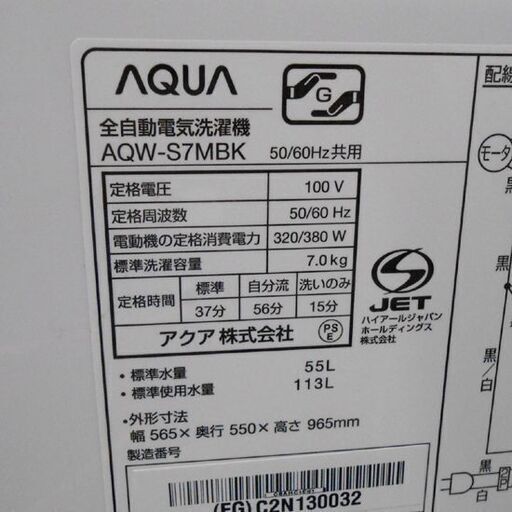 AQUA
G
全自動電気洗濯機
AQW-S7MBK 50/60Hz共用
定格電圧 100 V
定格周波数 50/60 Hz
電動機の定格消費電力 320/380 W
標準洗濯容量 7.0kg
定格時間 標準 自分流 洗いのみ
37分 56分 15分
アクア株式会社
PS
E
S
JET
ハイアールジャパン
ホールディングス
株式会社
・標準水量 55L
・標準使用水量 113L
・外形寸法
幅 565× 奥行 550× 高さ 965mm
製造番号
(FG)C2N130032
配線
モータ
黒
黒
黒/白
黒
白